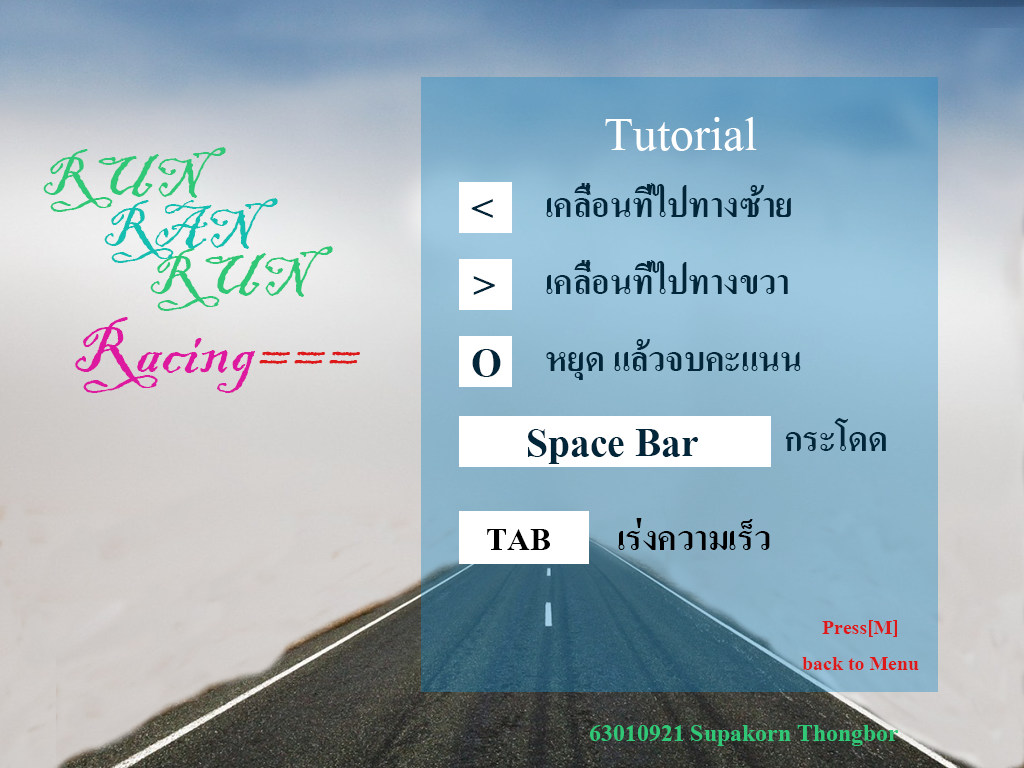 RUN
RAN
RUN
Racing===
Tutorial
< เคลื่อนที่ไปทางซ้าย
> เคลื่อนที่ไปทางขวา
O หยุด แล้วจบคะแนน
Space Bar กระโดด
TAB เร่งความเร็ว
Press[M]
back to Menu
63010921 Supakorn Thongbor